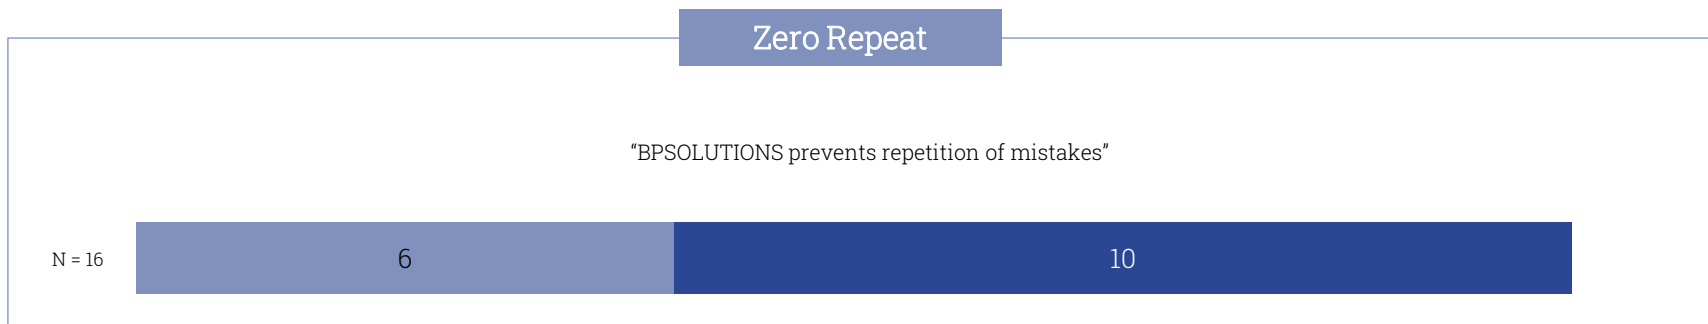 Zero Repeat
“BPSOLUTIONS prevents repetition of mistakes”
N = 16
6
10